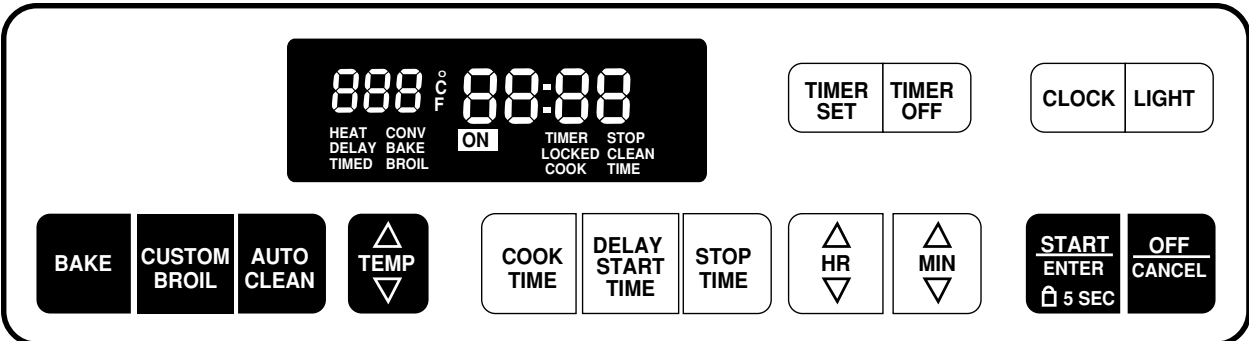 888 °C F 88:88
HEAT CONV
DELAY BAKE
TIMED BROIL
ON
TIMER STOP
LOCKED CLEAN
COOK TIME
TIMER
SET
TIMER
OFF
CLOCK
LIGHT
BAKE
CUSTOM
BROIL
AUTO
CLEAN
TEMP
COOK
TIME
DELAY
START
TIME
STOP
TIME
HR
MIN
START
ENTER
5 SEC
OFF
CANCEL